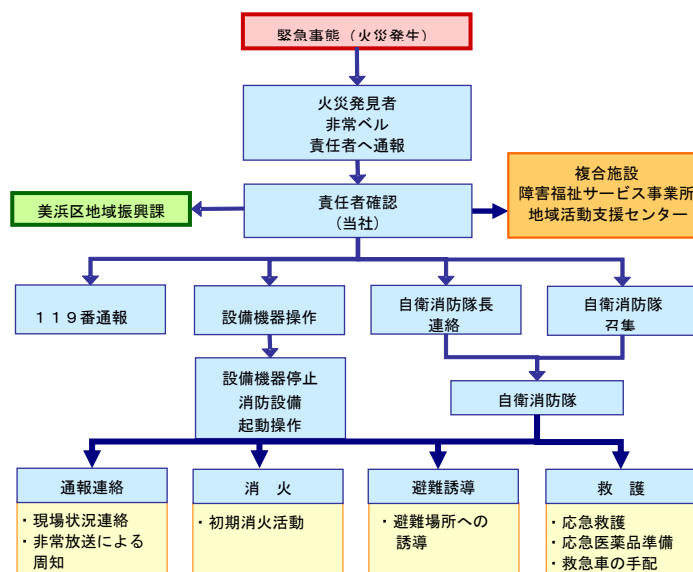 緊急事態（火災発生）
火災発見者
非常ベル
責任者へ通報
複合施設
障害福祉サービス事業所
地域活動支援センター
美浜区地域振興課
責任者確認
（当社）
１１９番通報
設備機器操作
自衛消防隊長
連絡
自衛消防隊
召集
設備機器停止
消防設備
起動操作
自衛消防隊
通報連絡
・現場状況連絡
・非常放送による
周知
消　火
・初期消火活動
避難誘導
・避難場所への
誘導
救　護
・応急救護
・応急医薬品準備
・救急車の手配